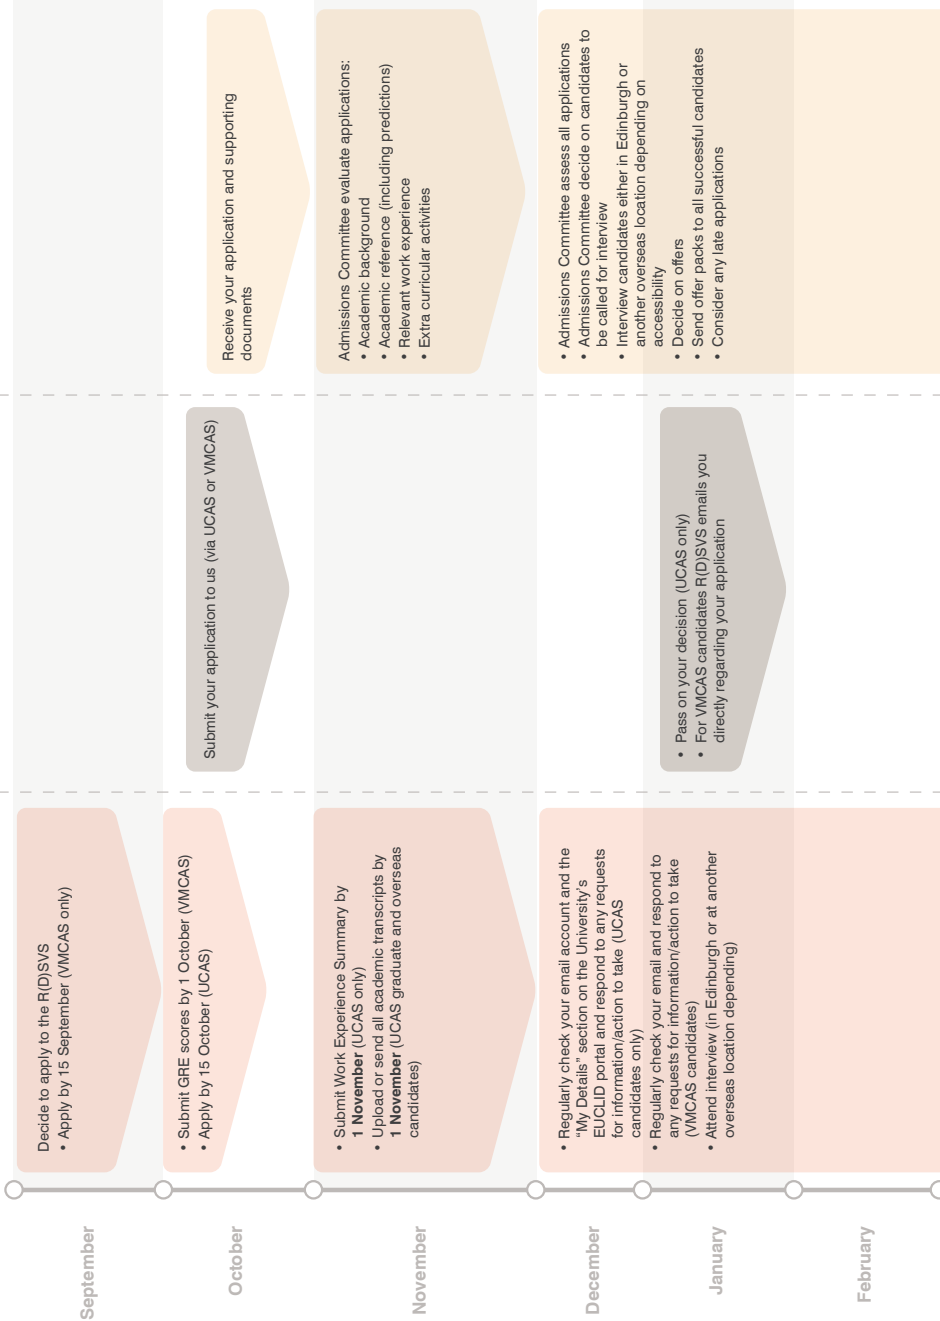 September
Decide to apply to the R(D)SVS
• Apply by 15 September (VMCAS only)
October
• Submit GRE scores by 1 October (VMCAS)
• Apply by 15 October (UCAS)
Submit your application to us (via UCAS or VMCAS)
Receive your application and supporting
documents
November
• Submit Work Experience Summary by
1 November (UCAS only)
• Upload or send all academic transcripts by
1 November (UCAS graduate and overseas
candidates)
Admissions Committee evaluate applications:
• Academic background
• Academic reference (including predictions)
• Relevant work experience
• Extra curricular activities
December
January
February
• Regularly check your email account and the
“My Details” section on the University’s
EUCLID portal and respond to any requests
for information/action to take (UCAS
candidates only)
• Regularly check your email and respond to
any requests for information/action to take
(VMCAS candidates)
• Attend interview (in Edinburgh or at another
overseas location depending)
• Pass on your decision (UCAS only)
• For VMCAS candidates R(D)SVS emails you
directly regarding your application
• Admissions Committee assess all applications
• Admissions Committee decide on candidates to
be called for interview
• Interview candidates either in Edinburgh or
another overseas location depending on
accessibility
• Decide on offers
• Send offer packs to all successful candidates
• Consider any late applications